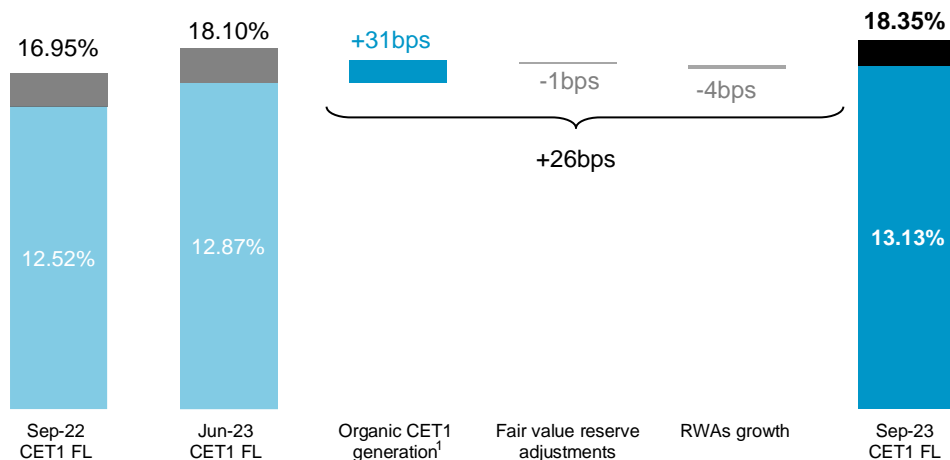 16.95%
18.10%
+31bps
-1bps
-4bps
18.35%
+26bps
12.52%
12.87%
13.13%
Sep-22
CET1 FL
Jun-23
CET1 FL
Organic CET1
generation¹
Fair value reserve
adjustments
RWAs growth
Sep-23
CET1 FL